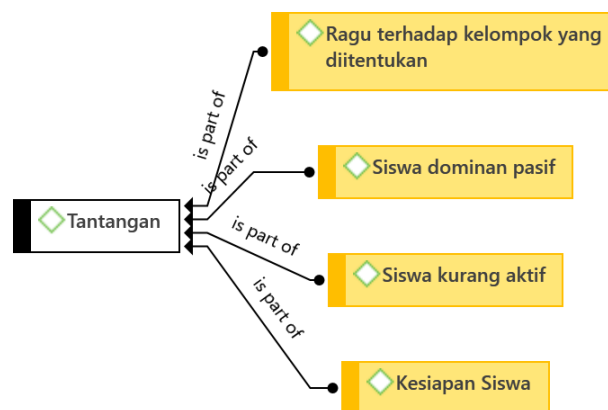 Ragu terhadap kelompok yang
diitentukan
is part of
is part of
Siswa dominan pasif
Tantangan
is part of
Siswa kurang aktif
is part of
Kesiapan Siswa